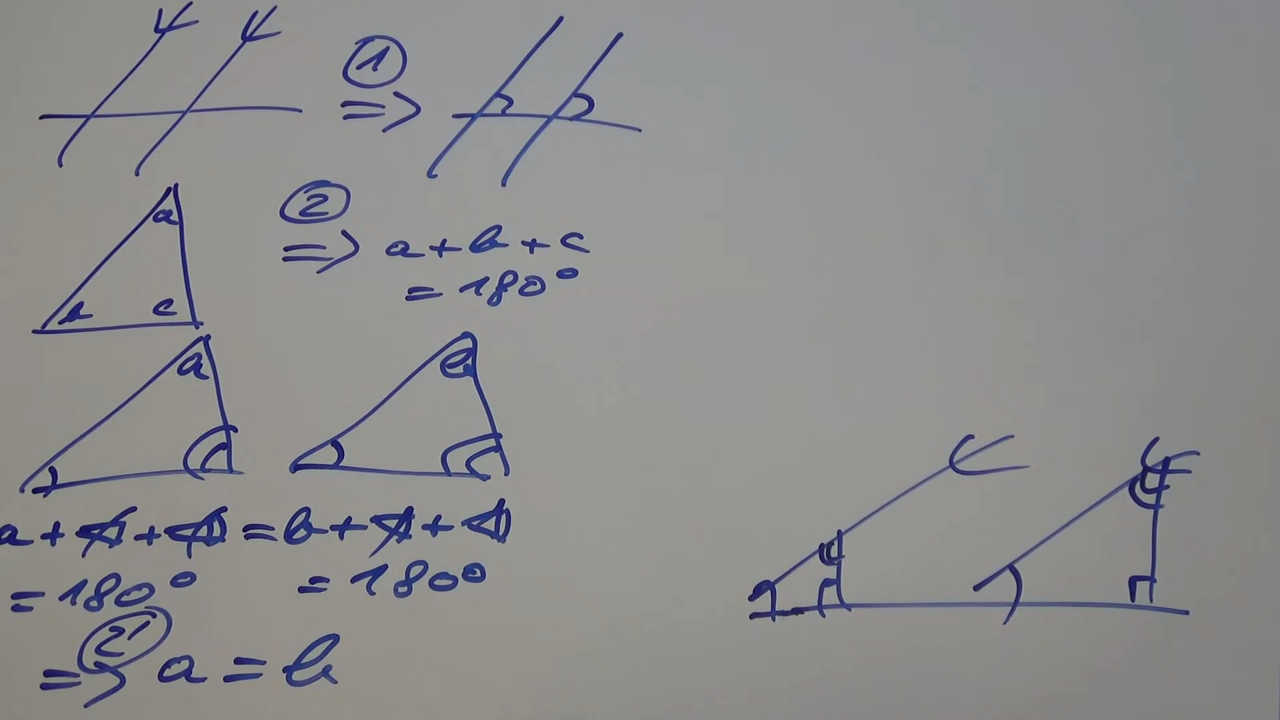 1
=>
a
2
=> a + b + c
b c
= 180°
a
b
a + ∢ + ∢ = b + ∢ + ∢
= 180° = 180°
2'
=> a = b